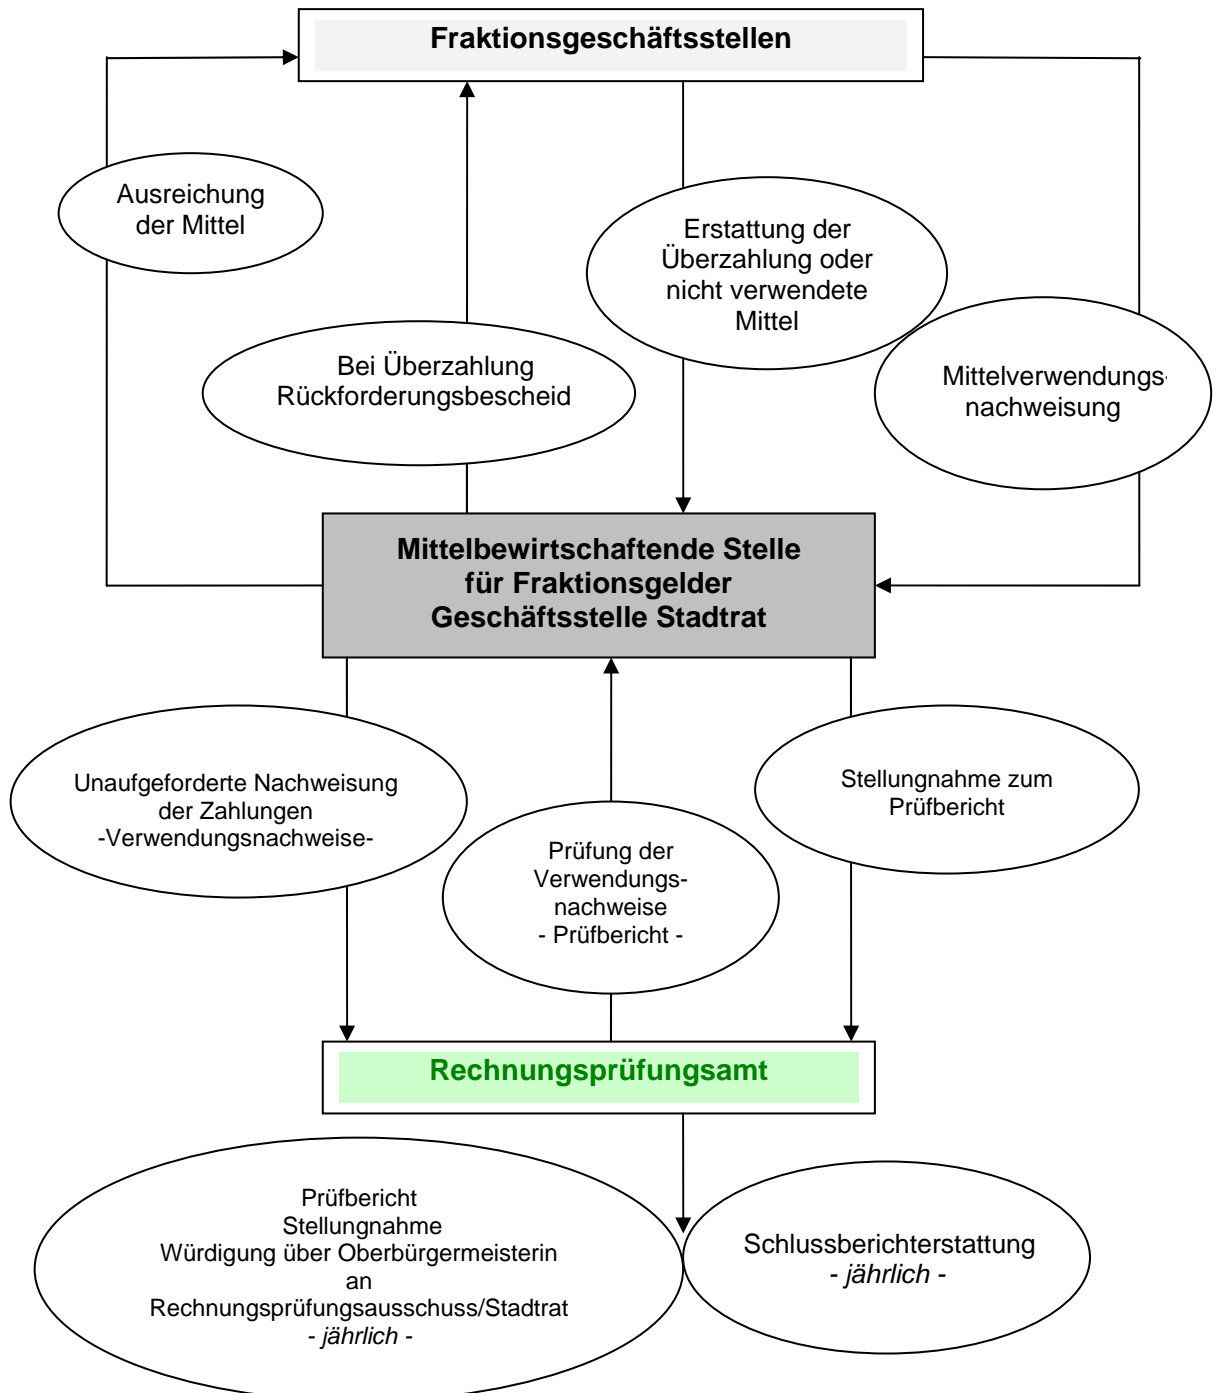 Fraktionsgeschäftsstellen
Ausreichung
der Mittel
Erstattung der
Überzahlung oder
nicht verwendete
Mittel
Bei Überzahlung
Rückforderungsbescheid
Mittelverwendungs-
nachweisung
Mittelbewirtschaftende Stelle
für Fraktionsgelder
Geschäftsstelle Stadtrat
Unaufgeforderte Nachweisung
der Zahlungen
-Verwendungsnachweise-
Prüfung der
Verwendungs-
nachweise
- Prüfbericht -
Stellungnahme zum
Prüfbericht
Rechnungsprüfungsamt
Prüfbericht
Stellungnahme
Würdigung über Oberbürgermeisterin
an
Rechnungsprüfungsausschuss/Stadtrat
- jährlich -
Schlussberichterstattung
- jährlich -